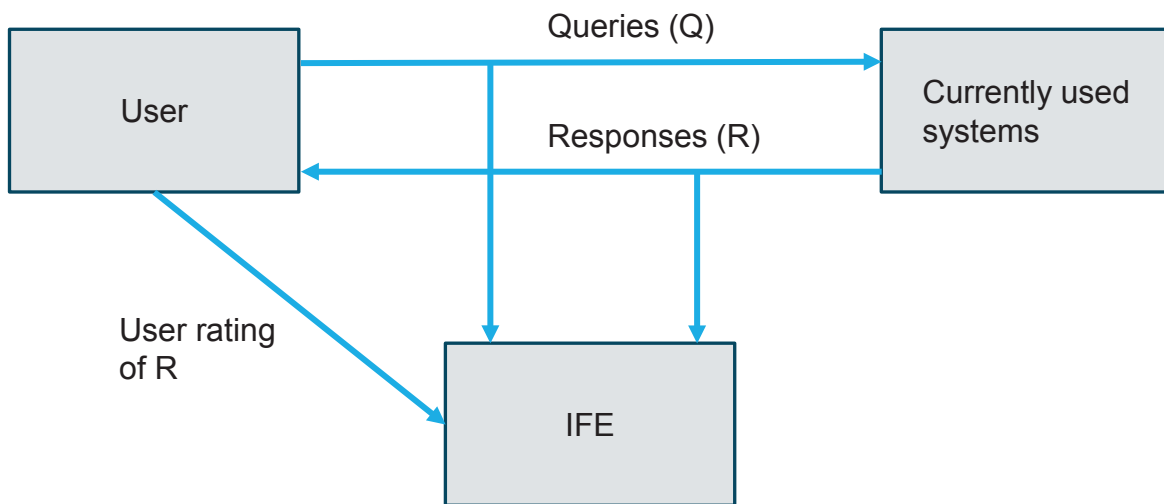 Queries (Q)
User
Currently used
systems
Responses (R)
User rating
of R
IFE